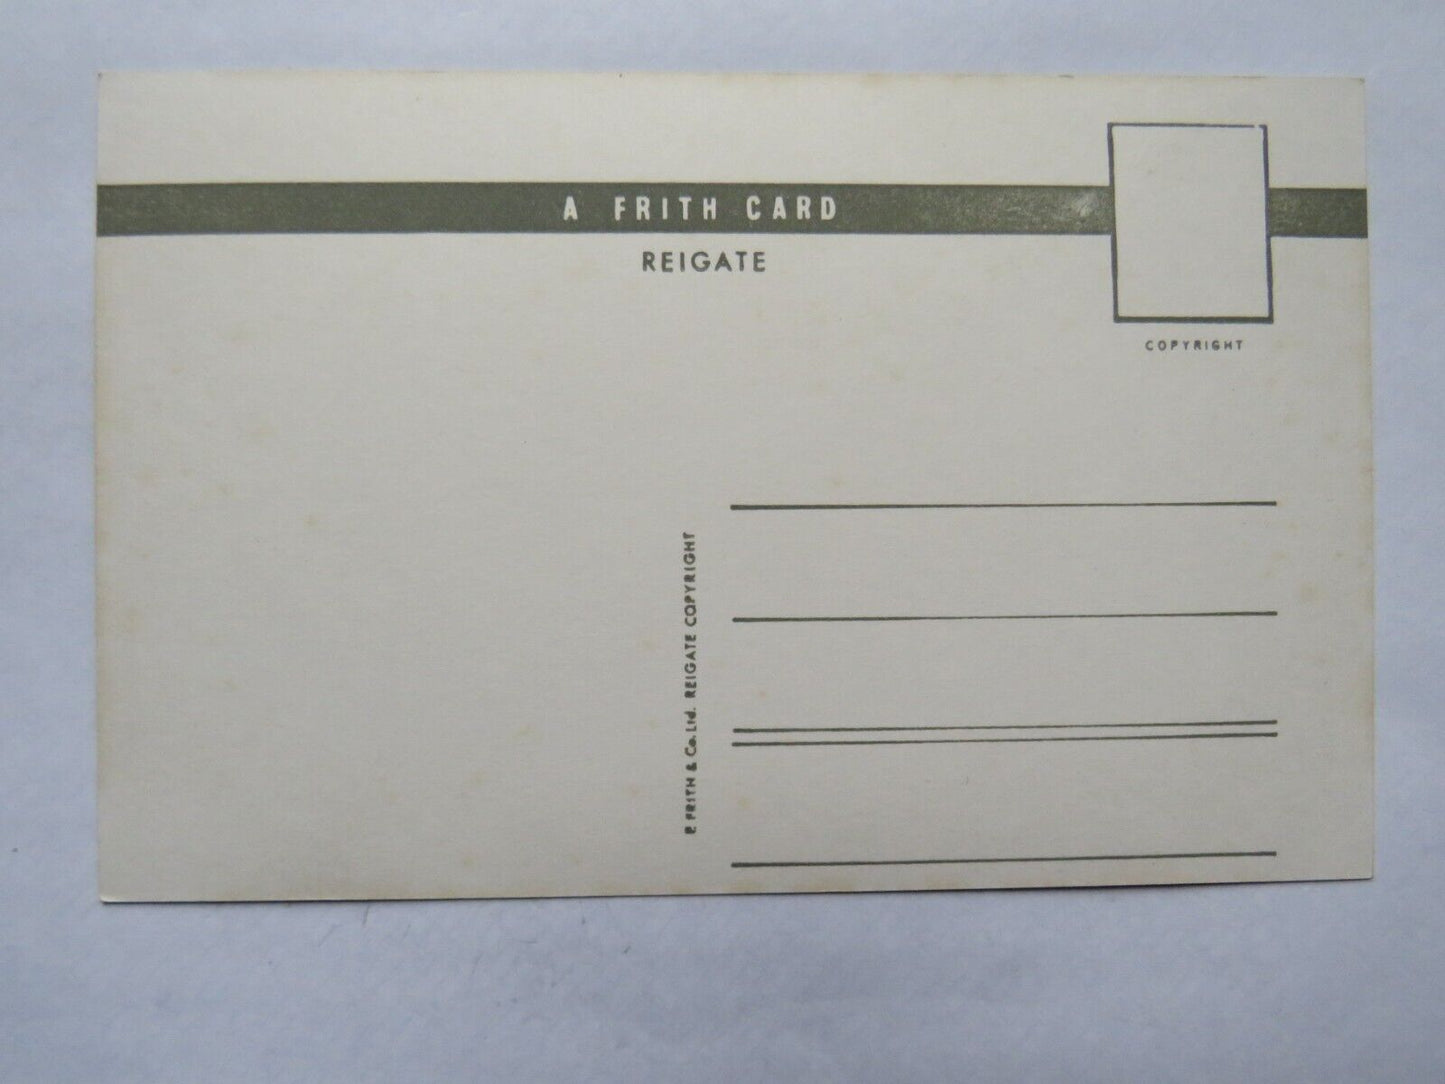 A FRITH CARD
REIGATE
COPYRIGHT
F. FRITH & Co. Ltd. REIGATE COPYRIGHT